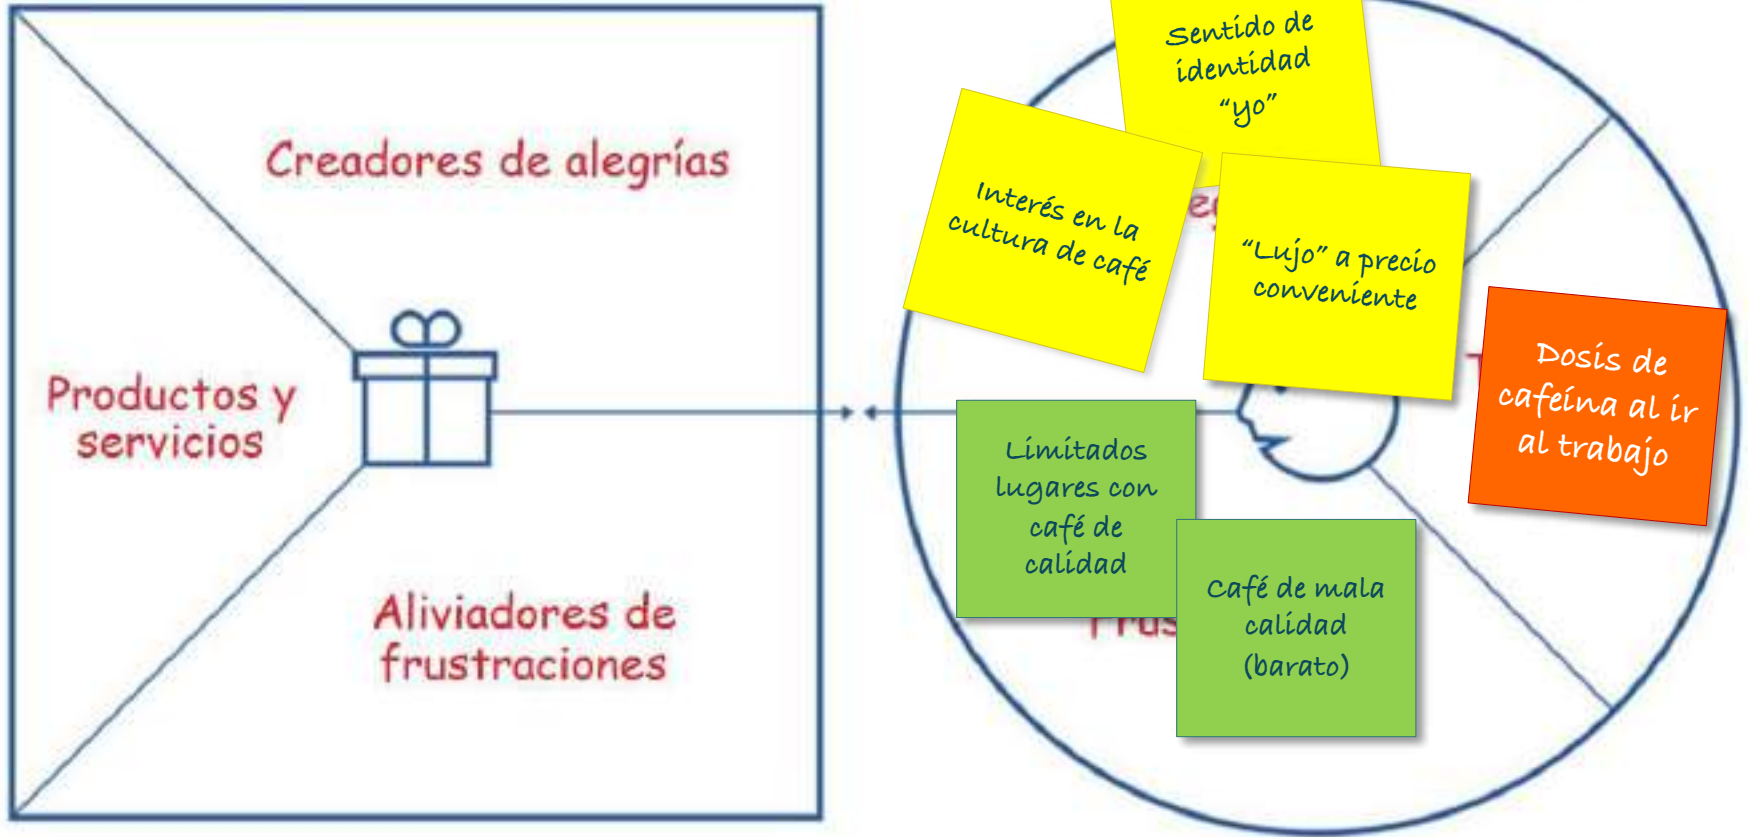 Creadores de alegrías
Productos y
servicios
Aliviadores de
frustraciones
Sentido de
identidad
“yo”
Interés en la
cultura de café
“Lujo” a precio
conveniente
Dosis de
cafeína al ir
al trabajo
Limitados
lugares con
café de
calidad
Café de mala
calidad
(barato)